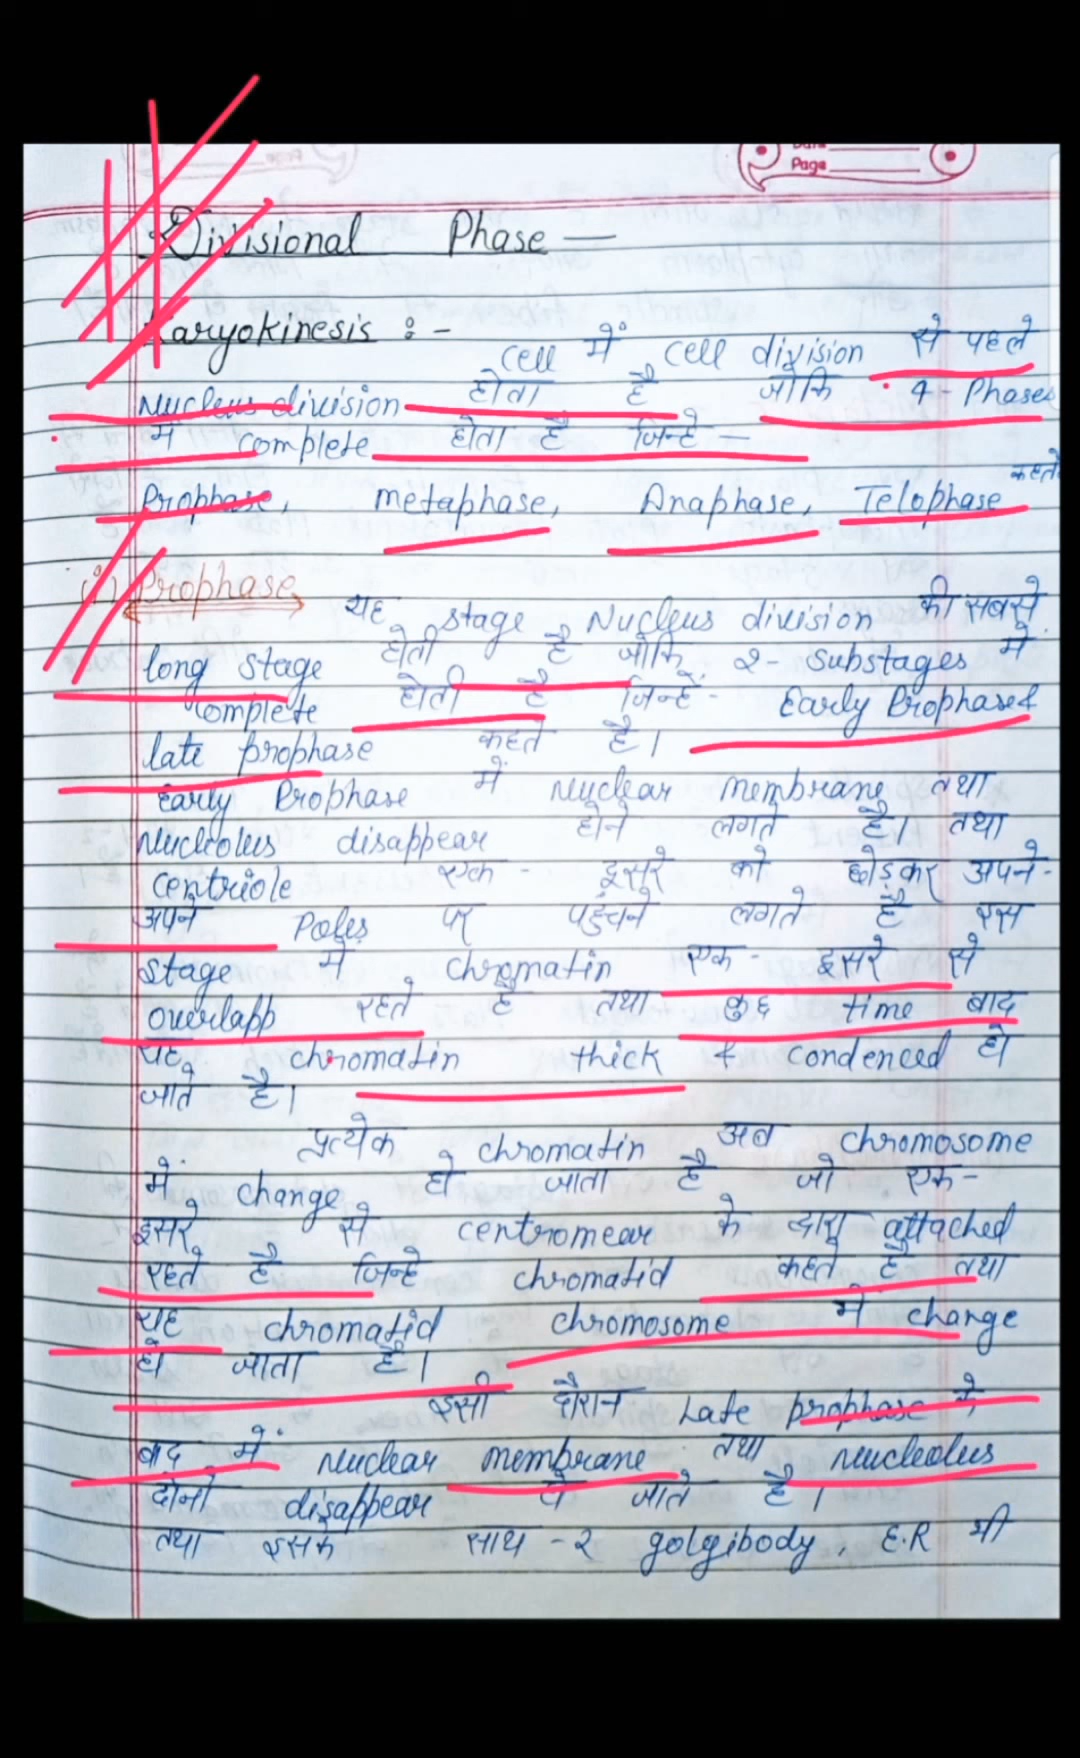 Date
Page
Divisional Phase —
Karyokinesis :-
Cell में cell division से पहले
Nucleus division होता है जोकि 4- Phases
में complete होता है जिन्हे —
Prophase, metaphase, Anaphase, Telophase कहते
(i) Prophase
यह stage Nucleus division की सबसे
long stage होती है जोकि 2- substages में
complete होती है जिन्हें- Early Prophase &
late prophase कहते है।
Early Prophase में Nuclear membrane तथा
Nucleolus disappear होने लगते है। तथा
centriole एक - दूसरे को छोड़कर अपने-
अपने Poles पर पहुंचने लगते है इस
stage में chromatin एक- दूसरे से
overlapp रहते है तथा कुछ time बाद
यह chromatin thick & condenced हो
जाते है।
प्रत्येक chromatin अब chromosome
में change हो जाता है जो एक-
दूसरे से centromear के द्वारा attached
रहते है जिन्हे chromatid कहते है तथा
यह chromatid chromosome में change
हो जाता है।
इसी दौरान Late prophase के
बाद में Nuclear membrane तथा Nucleolus
दोनो disappear हो जाते है।
तथा इसके साथ -२ golgibody, E.R भी